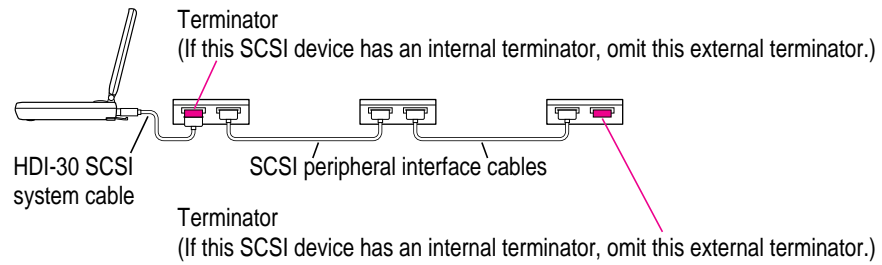 Terminator
(If this SCSI device has an internal terminator, omit this external terminator.)
HDI-30 SCSI
system cable
SCSI peripheral interface cables
Terminator
(If this SCSI device has an internal terminator, omit this external terminator.)